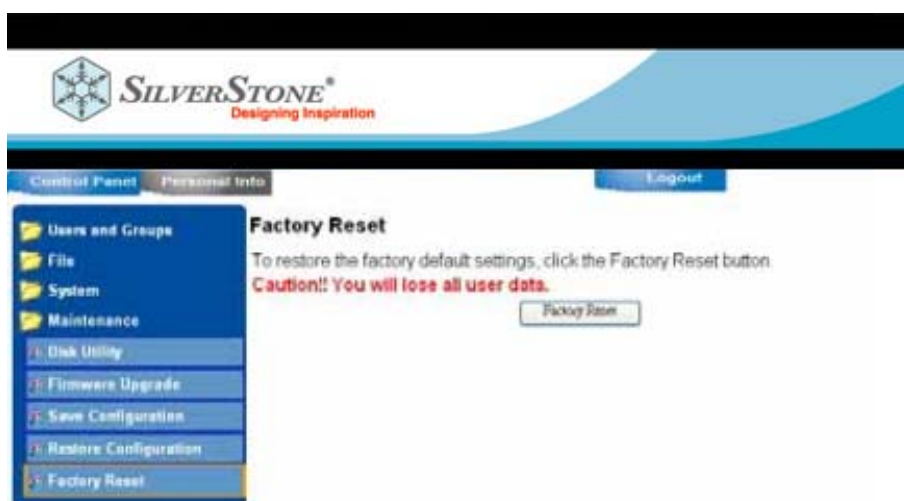 SILVERSTONE®
Designing Inspiration
Control Panel
Personal Info
Logout
Users and Groups
File
System
Maintenance
Disk Utility
Firmware Upgrade
Save Configuration
Restore Configuration
Factory Reset
Factory Reset
To restore the factory default settings, click the Factory Reset button
Caution!! You will lose all user data.
Factory Reset